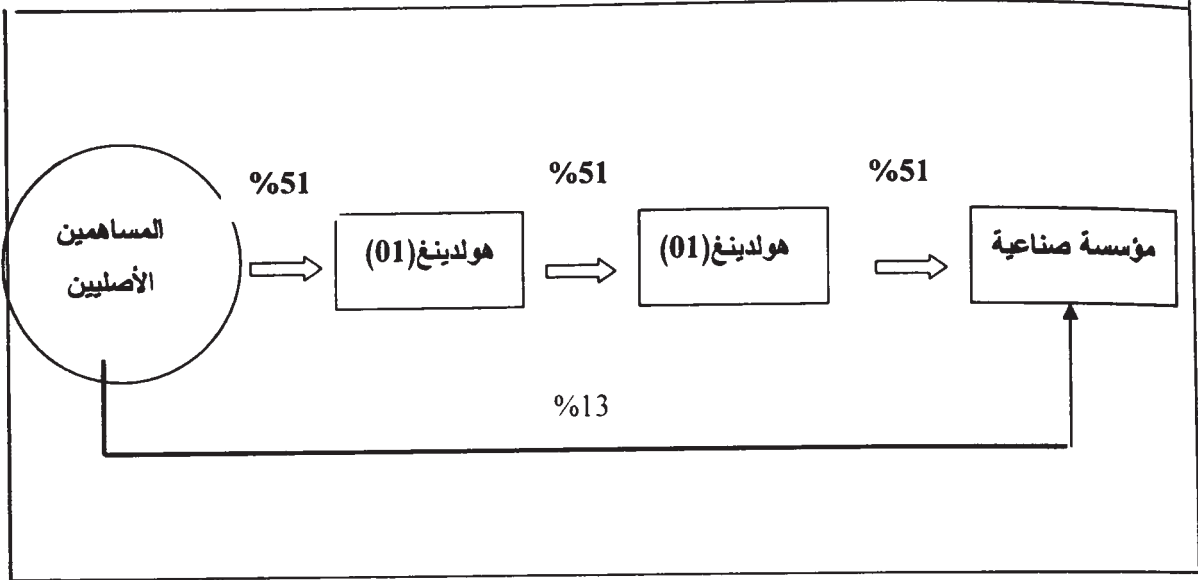 %51
%51
%51
المساهمين
الأصليين
هولدينغ(01)
هولدينغ(01)
مؤسسة صناعية
%13